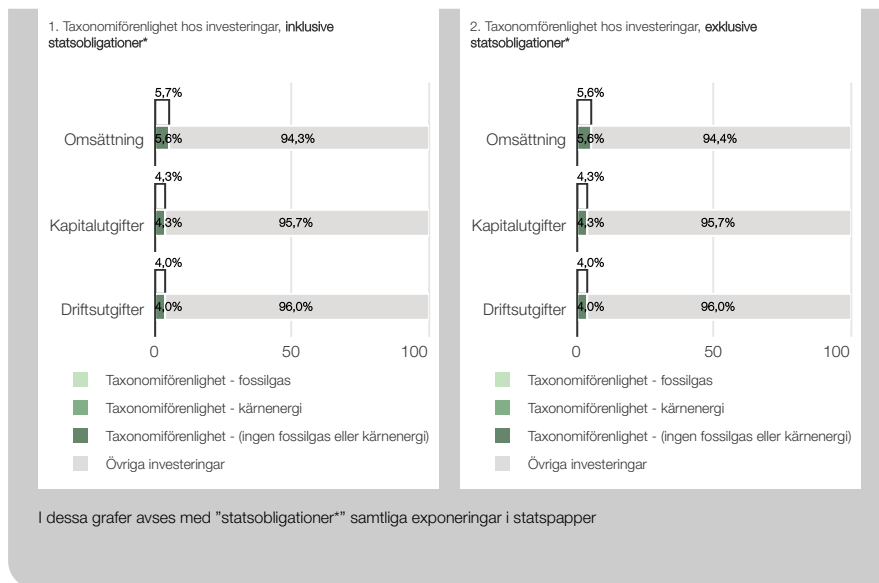 1. Taxonomiförenlighet hos investeringar, inklusive
statsobligationer*
5,7%
Omsättning 5,6% 94,3%
4,3%
Kapitalutgifter 4,3% 95,7%
4,0%
Driftsutgifter 4,0% 96,0%
0 50 100
Taxonomiförenlighet - fossilgas
Taxonomiförenlighet - kärnenergi
Taxonomiförenlighet - (ingen fossilgas eller kärnenergi)
Övriga investeringar
2. Taxonomförenlighet hos investeringar, exklusive
statsobligationer*
5,6%
Omsättning 5,6% 94,4%
4,3%
Kapitalutgifter 4,3% 95,7%
4,0%
Driftsutgifter 4,0% 96,0%
0 50 100
Taxonomiförenlighet - fossilgas
Taxonomiförenlighet - kärnenergi
Taxonomiförenlighet - (ingen fossilgas eller kärnenergi)
Övriga investeringar
I dessa grafer avses med ”statsobligationer*” samtliga exponeringar i statspapper